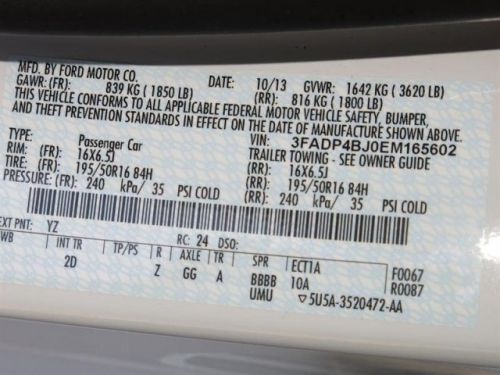 MFG. BY FORD MOTOR CO. DATE: 10/13 GVWR: 1642 KG ( 3620 LB)
GAWR: (FR): 839 KG ( 1850 LB) (RR): 816 KG ( 1800 LB)
THIS VEHICLE CONFORMS TO ALL APPLICABLE FEDERAL MOTOR VEHICLE SAFETY, BUMPER,
AND THEFT PREVENTION STANDARDS IN EFFECT ON THE DATE OF MANUFACTURE SHOWN ABOVE.
VIN: 3FADP4BJ0EM165602
TYPE: Passenger Car TRAILER TOWING - SEE OWNER GUIDE
RIM: (FR): 16X6.5J (RR): 16X6.5J
TIRE: (FR): 195/50R16 84H (RR): 195/50R16 84H
PRESSURE: (FR): 240 kPa/ 35 PSI COLD (RR): 240 kPa/ 35 PSI COLD
EXT PNT: YZ RC: 24 DSO:
WB INT TR TP/PS R AXLE TR SPR ECT1A F0067
2D Z GG A BBBB 10A R0087
UMU ▽5U5A-3520472-AA